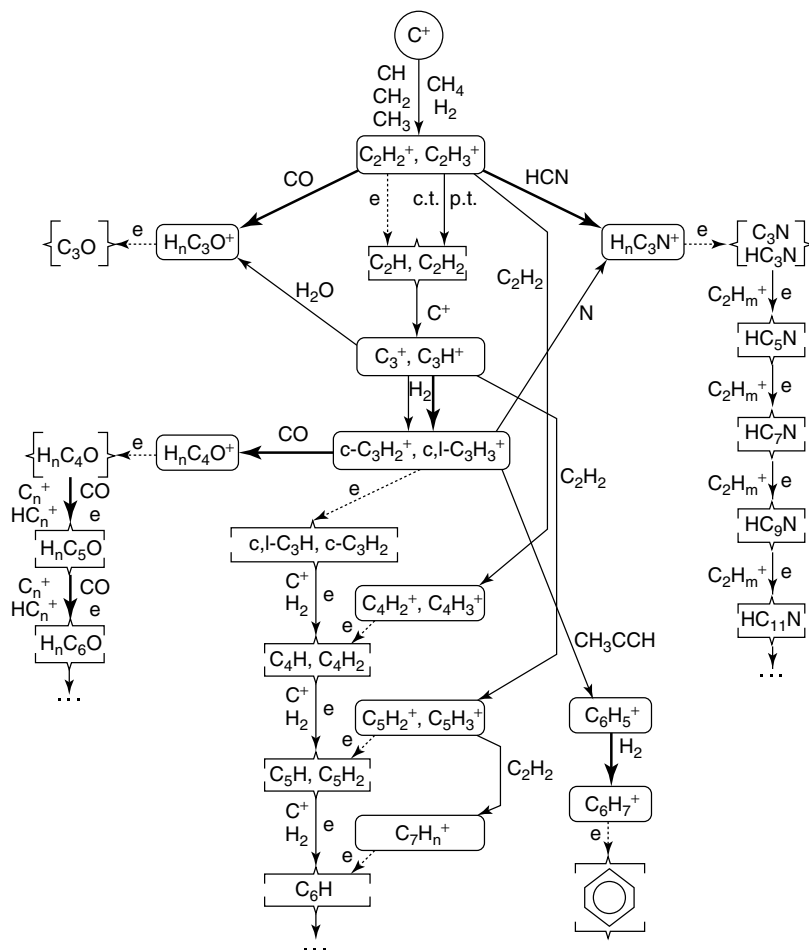 C⁺
CH
CH₂
CH₃
CH₄
H₂
C₂H₂⁺, C₂H₃⁺
CO
e
c.t.
p.t.
HCN
C₃O
e
HₙC₃O⁺
C₂H, C₂H₂
C₂H₂
HₙC₃N⁺
e
C₃N
HC₃N
H₂O
C⁺
N
C₂Hₘ⁺
e
HC₅N
C₃⁺, C₃H⁺
H₂
C₂Hₘ⁺
e
HC₇N
HₙC₄O
e
HₙC₄O⁺
CO
c-C₃H₂⁺, c,l-C₃H₃⁺
C₂H₂
Cₙ⁺
HCₙ⁺
CO
e
e
C₂Hₘ⁺
e
HC₉N
HₙC₅O
c,l-C₃H, c-C₃H₂
Cₙ⁺
HCₙ⁺
CO
e
C⁺
H₂
e
C₄H₂⁺, C₄H₃⁺
C₂Hₘ⁺
e
HC₁₁N
HₙC₆O
e
C₄H, C₄H₂
CH₃CCH
...
...
C⁺
H₂
e
C₅H₂⁺, C₅H₃⁺
C₆H₅⁺
e
C₅H, C₅H₂
C₂H₂
H₂
C⁺
H₂
e
C₇Hₙ⁺
C₆H₇⁺
e
e
C₆H
...